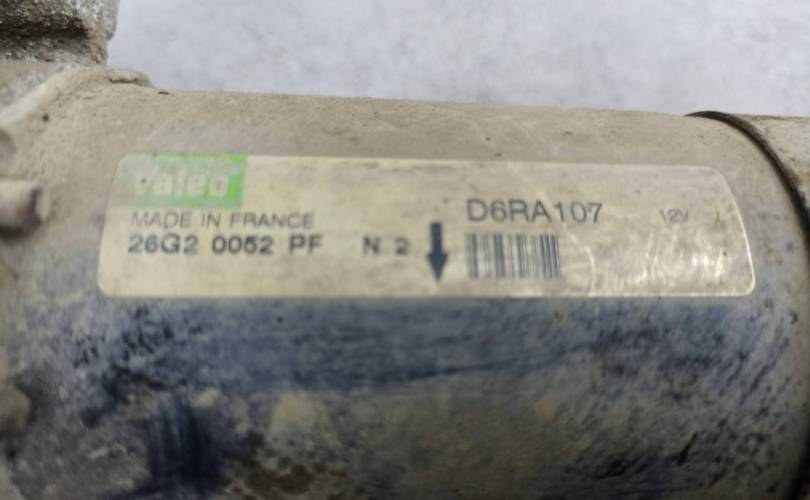 valeo
MADE IN FRANCE
26G2 0052 PF N 2
D6RA107 12V